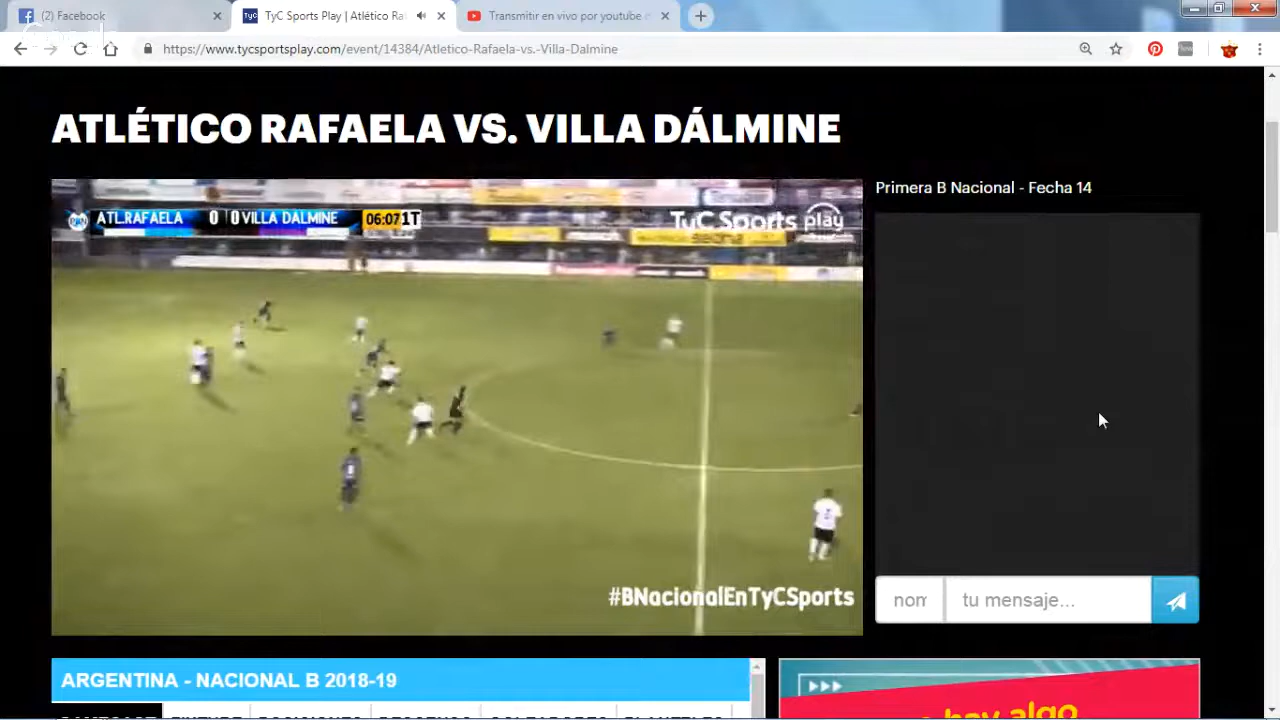 (2) Facebook
TyC Sports Play | Atlético Ra
Transmitir en vivo por youtube
https://www.tycsportsplay.com/event/14384/Atletico-Rafaela-vs.-Villa-Dalmine
ATLÉTICO RAFAELA VS. VILLA DÁLMINE
Primera B Nacional - Fecha 14
ATL.RAFAELA 0 0 VILLA DALMINE 06:07 1T
TyC Sports play
#BNacionalEnTyCSports
nom
tu mensaje...
ARGENTINA - NACIONAL B 2018-19
hay algo